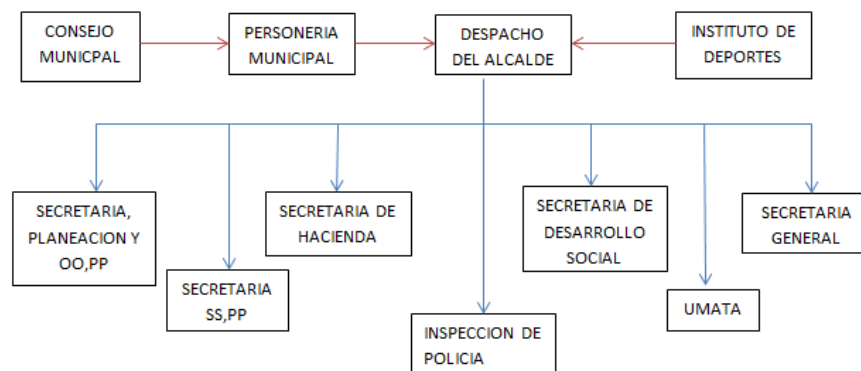 CONSEJO
MUNICPAL
PERSONERIA
MUNICIPAL
DESPACHO
DEL ALCALDE
INSTITUTO DE
DEPORTES
SECRETARIA,
PLANEACION Y
OO,PP
SECRETARIA
SS,PP
SECRETARIA DE
HACIENDA
INSPECCION DE
POLICIA
SECRETARIA DE
DESARROLLO
SOCIAL
UMATA
SECRETARIA
GENERAL